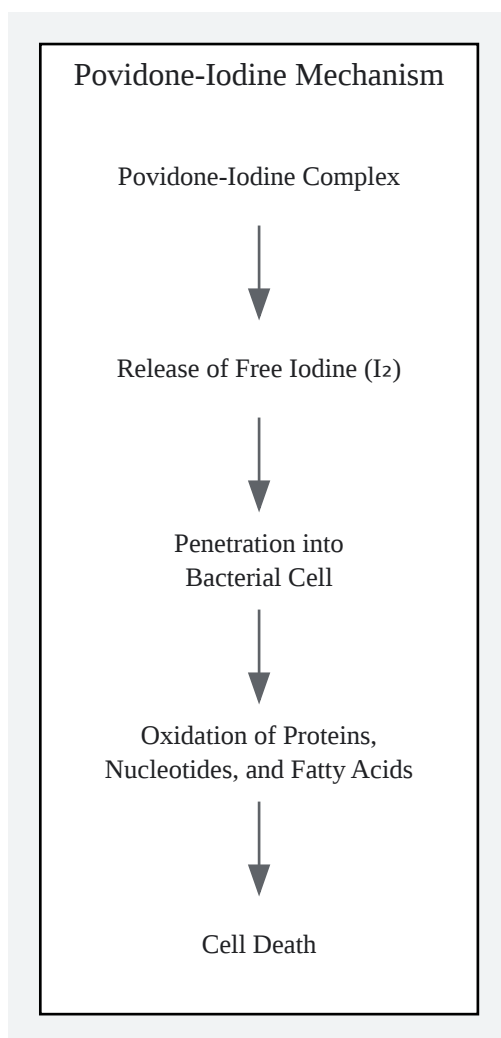 Povidone-Iodine Mechanism
Povidone-Iodine Complex
Release of Free Iodine (I₂)
Penetration into
Bacterial Cell
Oxidation of Proteins,
Nucleotides, and Fatty Acids
Cell Death